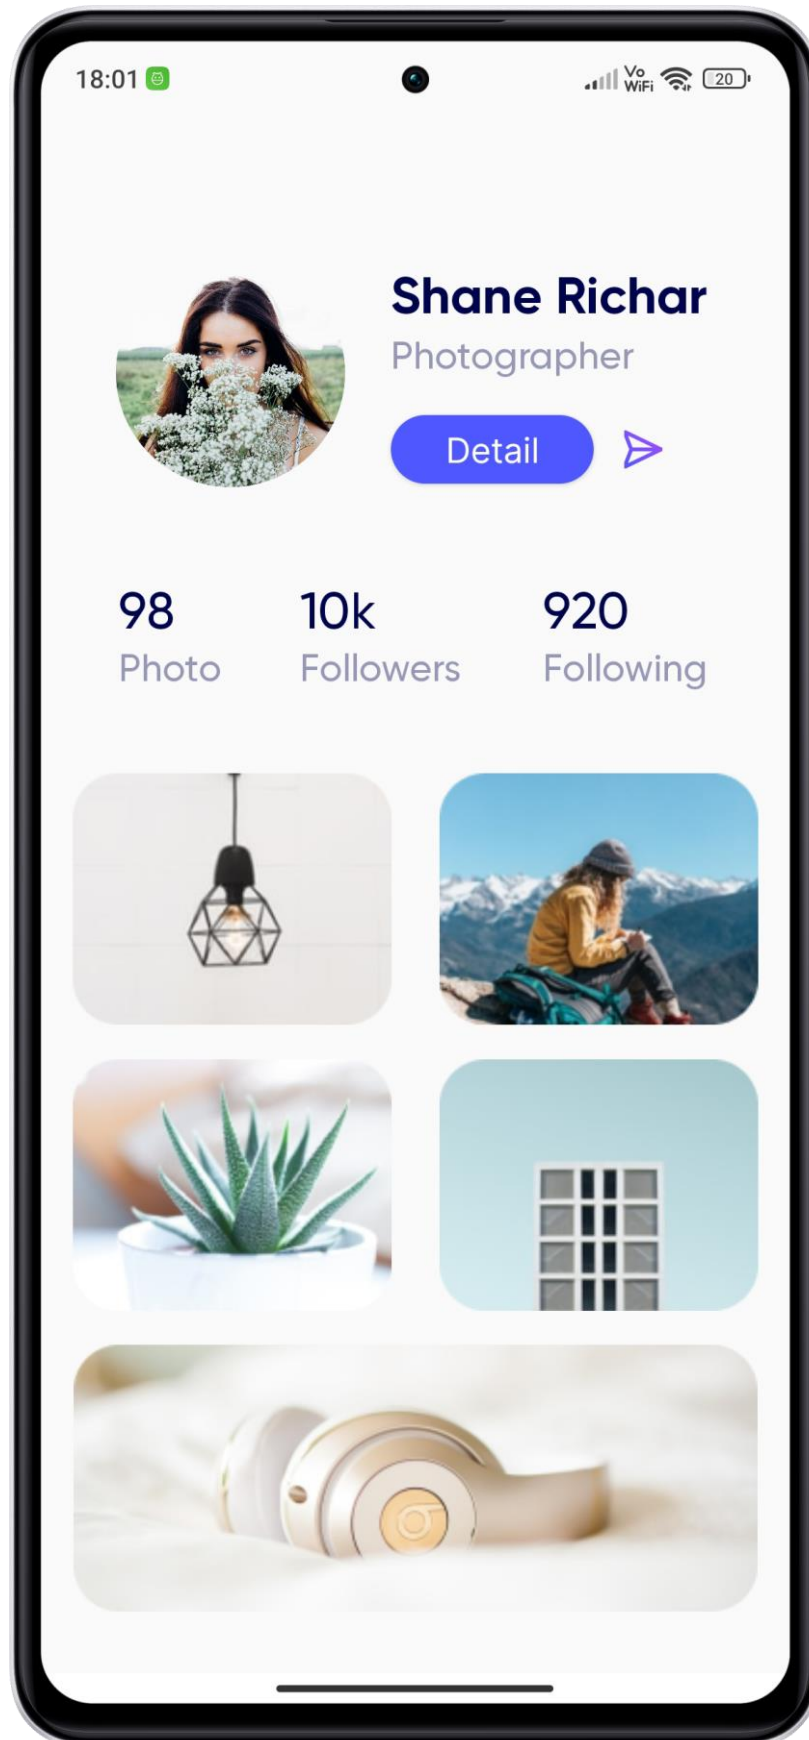 18:01
Vo
WiFi
20
Shane Richar
Photographer
Detail
98 10k 920
Photo Followers Following